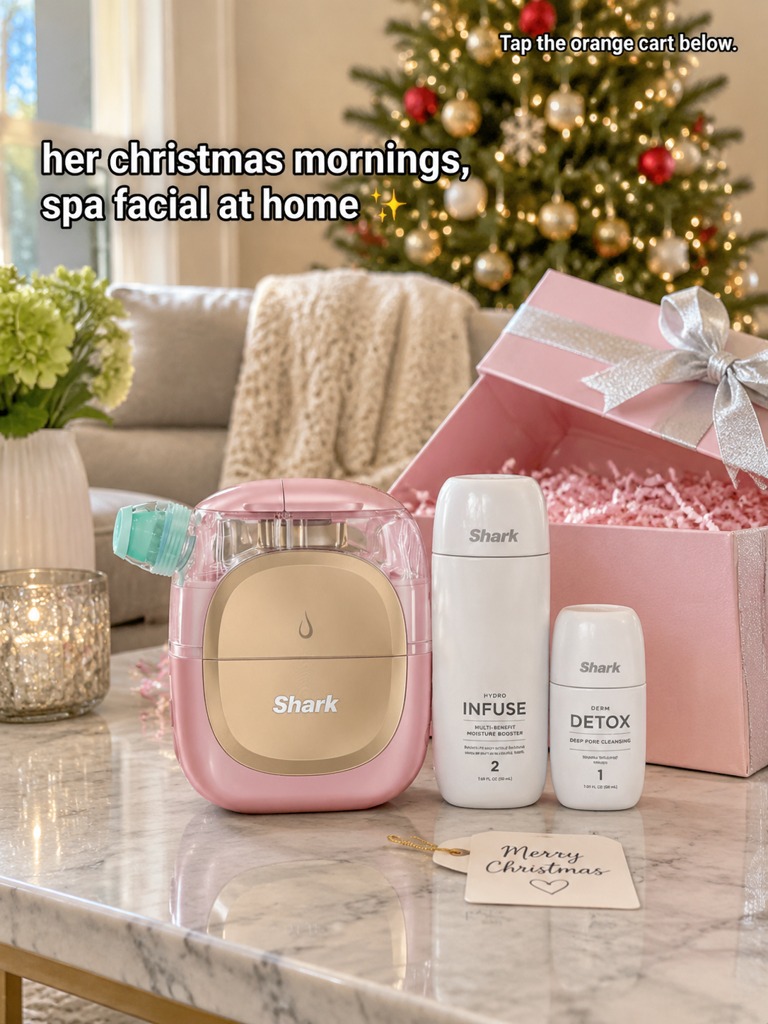 Tap the orange cart below.
her christmas mornings,
spa facial at home ✨
Shark
HYDRO
INFUSE
MULTI-BENEFIT
MOISTURE BOOSTER
2
Shark
DERM
DETOX
DEEP PORE CLEANSING
1
Shark
Merry
Christmas